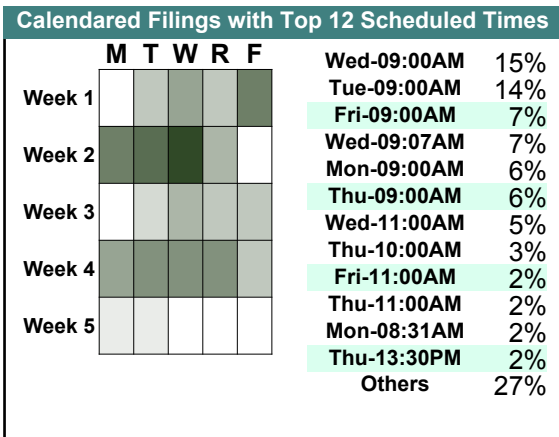 Calendared Filings with Top 12 Scheduled Times
M T W R F
Week 1
Week 2
Week 3
Week 4
Week 5
Wed-09:00AM 15%
Tue-09:00AM 14%
Fri-09:00AM 7%
Wed-09:07AM 7%
Mon-09:00AM 6%
Thu-09:00AM 6%
Wed-11:00AM 5%
Thu-10:00AM 3%
Fri-11:00AM 2%
Thu-11:00AM 2%
Mon-08:31AM 2%
Thu-13:30PM 2%
Others 27%